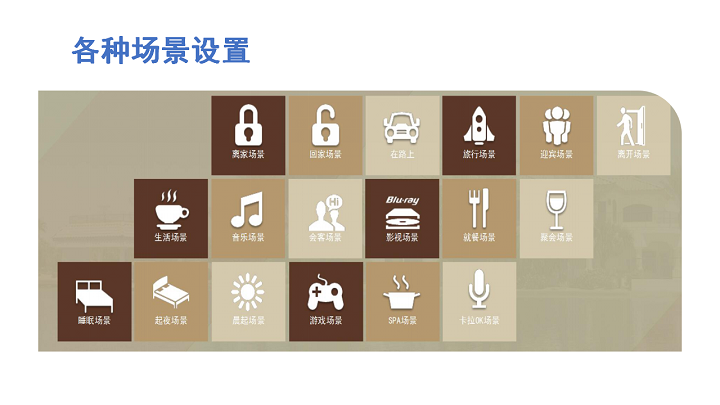 各种场景设置
离家场景 回家场景 在路上 旅行场景 迎宾场景 离开场景
Hi
Blu-ray
生活场景 音乐场景 会客场景 影视场景 就餐场景 聚会场景
睡眠场景 起夜场景 晨起场景 游戏场景 SPA场景 卡拉OK场景